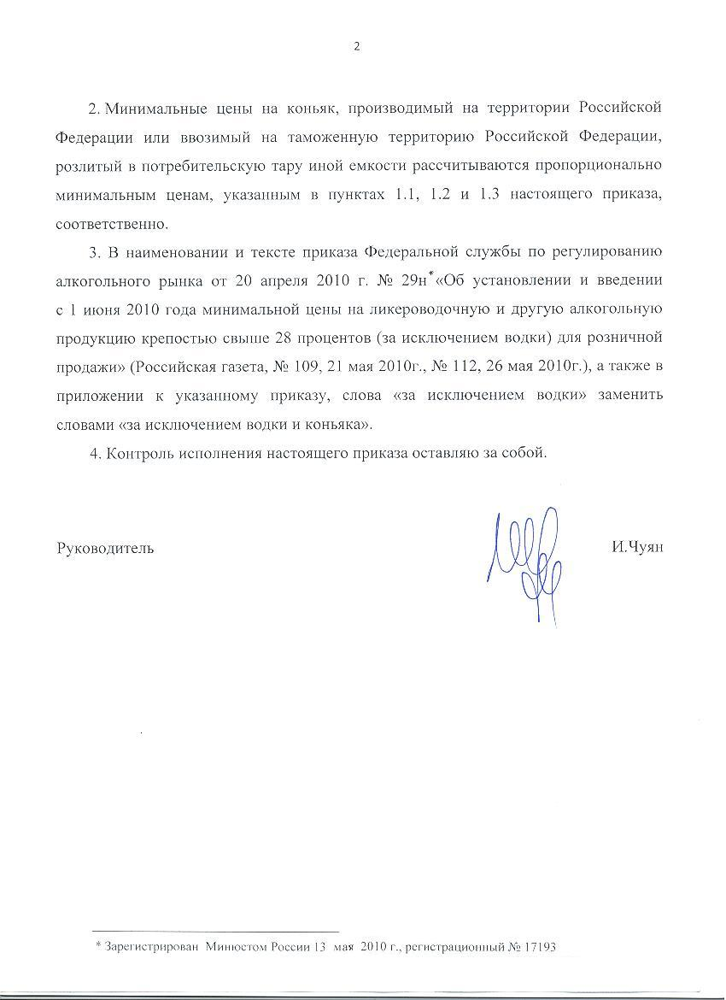 2
2. Минимальные цены на коньяк, производимый на территории Российской
Федерации или ввозимый на таможенную территорию Российской Федерации,
розлитый в потребительскую тару иной емкости рассчитываются пропорционально
минимальным ценам, указанным в пунктах 1.1, 1.2 и 1.3 настоящего приказа,
соответственно.
3. В наименовании и тексте приказа Федеральной службы по регулированию
алкогольного рынка от 20 апреля 2010 г. № 29н*«Об установлении и введении
с 1 июня 2010 года минимальной цены на ликероводочную и другую алкогольную
продукцию крепостью свыше 28 процентов (за исключением водки) для розничной
продажи» (Российская газета, № 109, 21 мая 2010г., № 112, 26 мая 2010г.), а также в
приложении к указанному приказу, слова «за исключением водки» заменить
словами «за исключением водки и коньяка».
4. Контроль исполнения настоящего приказа оставляю за собой.
Руководитель И.Чуян
* Зарегистрирован Минюстом России 13 мая 2010 г., регистрационный № 17193